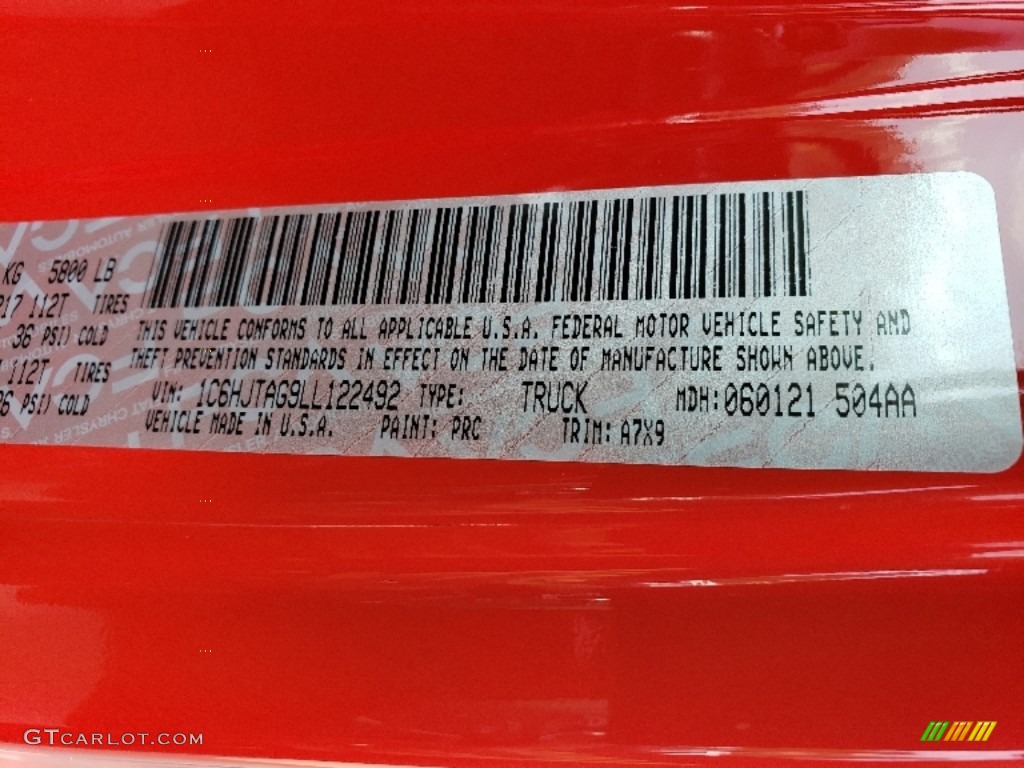 KG 5800 LB
R17 112T TIRES
36 PSI) COLD
112T TIRES
36 PSI) COLD
THIS VEHICLE CONFORMS TO ALL APPLICABLE U.S.A. FEDERAL MOTOR VEHICLE SAFETY AND
THEFT PREVENTION STANDARDS IN EFFECT ON THE DATE OF MANUFACTURE SHOWN ABOVE.
VIN: 1C6HJTAG9LL122492 TYPE: TRUCK MDH: 060121 504AA
VEHICLE MADE IN U.S.A. PAINT: PRC TRIM: A7X9
GTCARLOT.COM